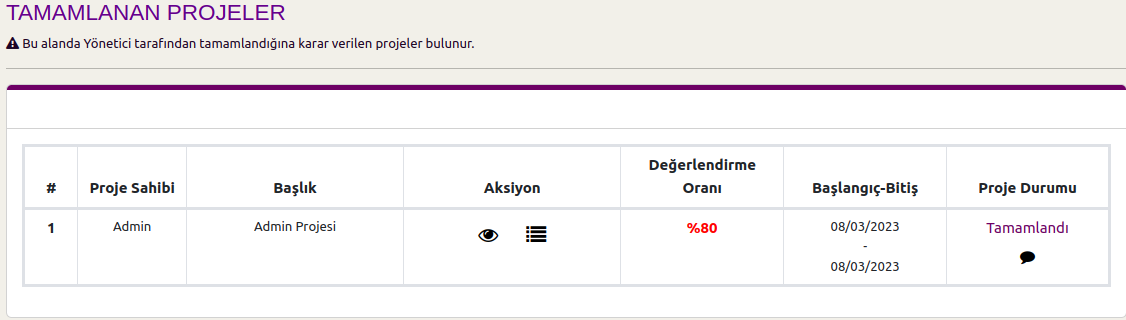 TAMAMLANAN PROJELER
Bu alanda Yönetici tarafından tamamlandığına karar verilen projeler bulunur.
# Proje Sahibi Başlık Aksiyon Değerlendirme Oranı Başlangıç-Bitiş Proje Durumu
1 Admin Admin Projesi %80 08/03/2023 Tamamlandı
-
08/03/2023